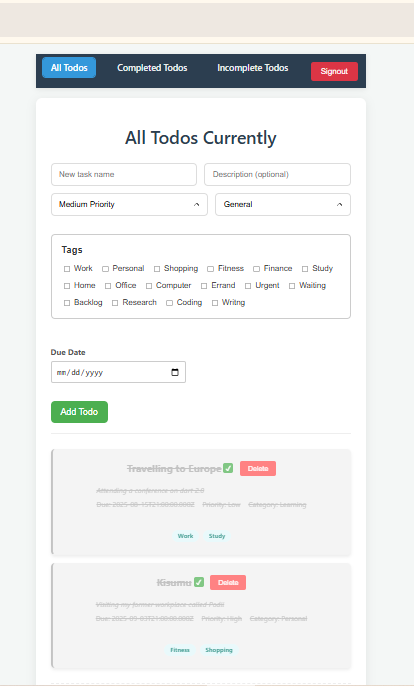 All Todos Completed Todos Incomplete Todos Signout
All Todos Currently
New task name Description (optional)
Medium Priority General
Tags
Work Personal Shopping Fitness Finance Study
Home Office Computer Errand Urgent Waiting
Backlog Research Coding Writng
Due Date
mm/dd/yyyy
Add Todo
Travelling to Europe Delete
Attending a conference on dart 2.0
Due: 2025-08-15T21:00:00.000Z Priority: Low Category: Learning
Work Study
Kisumu Delete
Visiting my former workplace called
Due: 2025-09-03T21:00:00.000Z Priority: High Category: Personal
Fitness Shopping